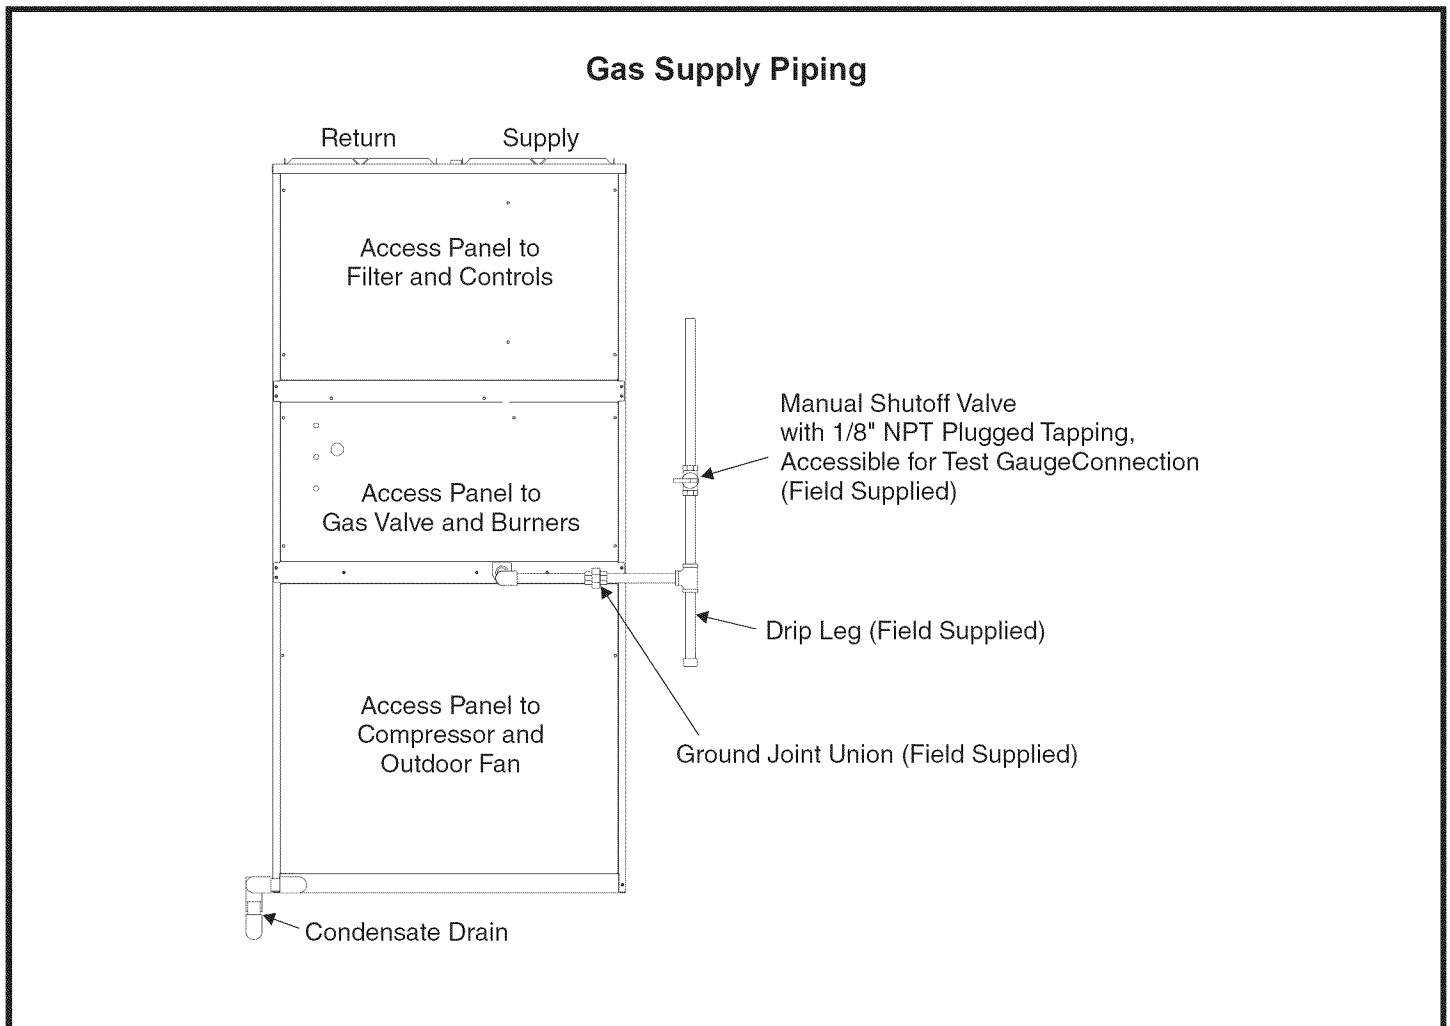 Gas Supply Piping
Return
Supply
Access Panel to
Filter and Controls
Manual Shutoff Valve
with 1/8" NPT Plugged Tapping,
Accessible for Test GaugeConnection
(Field Supplied)
Access Panel to
Gas Valve and Burners
Drip Leg (Field Supplied)
Access Panel to
Compressor and
Outdoor Fan
Ground Joint Union (Field Supplied)
Condensate Drain